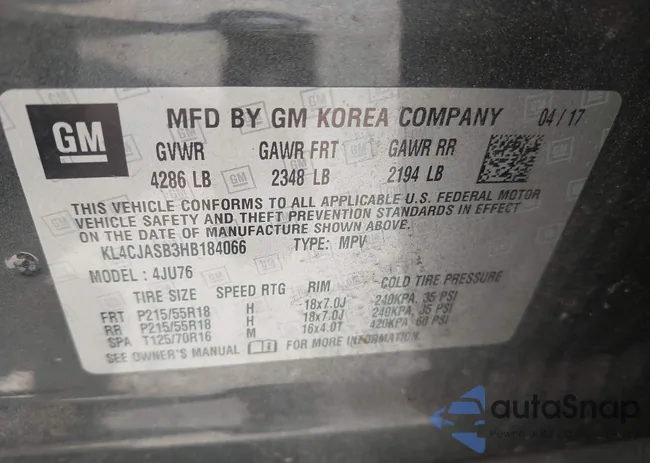 GM
MFD BY GM KOREA COMPANY 04/17
GVWR GAWR FRT GAWR RR
4286 LB 2348 LB 2194 LB
THIS VEHICLE CONFORMS TO ALL APPLICABLE U.S. FEDERAL MOTOR
VEHICLE SAFETY AND THEFT PREVENTION STANDARDS IN EFFECT
ON THE DATE OF MANUFACTURE SHOWN ABOVE.
KL4CJASB3HB184066 TYPE: MPV
MODEL: 4JU76
TIRE SIZE SPEED RTG RIM COLD TIRE PRESSURE
FRT P215/55R18 H 18x7.0J 240KPA, 35 PSI
RR P215/55R18 H 18x7.0J 240KPA, 35 PSI
SPA T125/70R16 M 16x4.0T 420KPA, 60 PSI
SEE OWNER'S MANUAL FOR MORE INFORMATION.
autoSnap